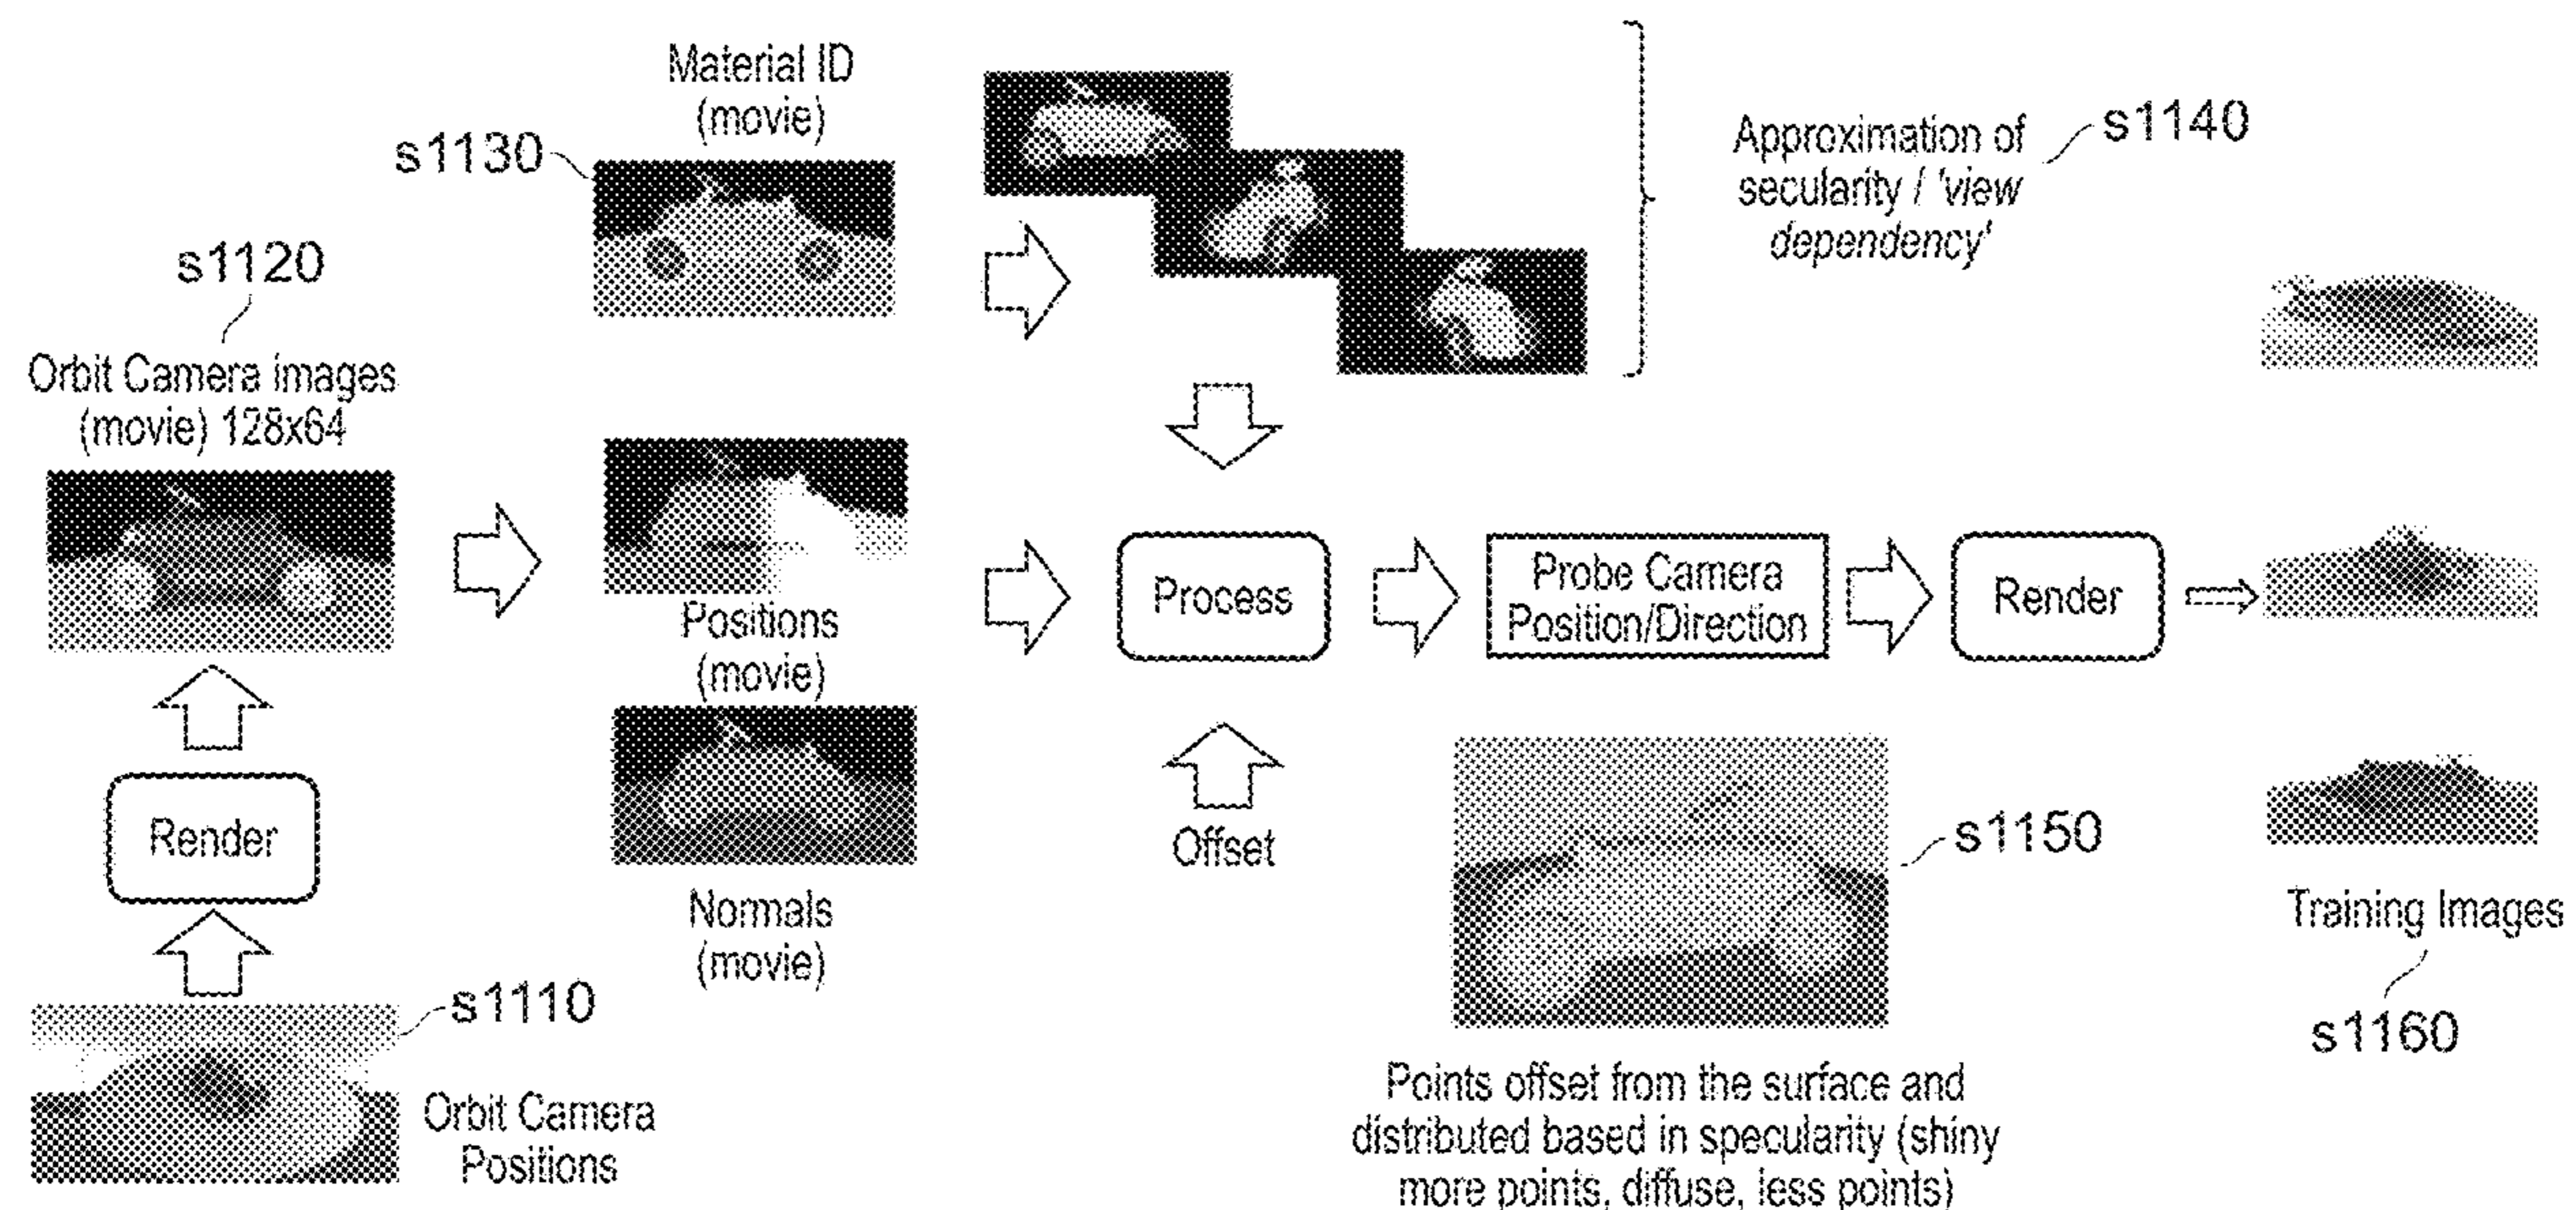 Material ID
(movie)
s1130
Approximation of
secularity / 'view
dependency'
s1140
s1120
Orbit Camera images
(movie) 128x64
Positions
(movie)
Process
Probe Camera
Position/Direction
Render
Render
Normals
(movie)
Offset
s1150
Training Images
s1160
s1110
Orbit Camera
Positions
Points offset from the surface and
distributed based in specularity (shiny
more points, diffuse, less points)